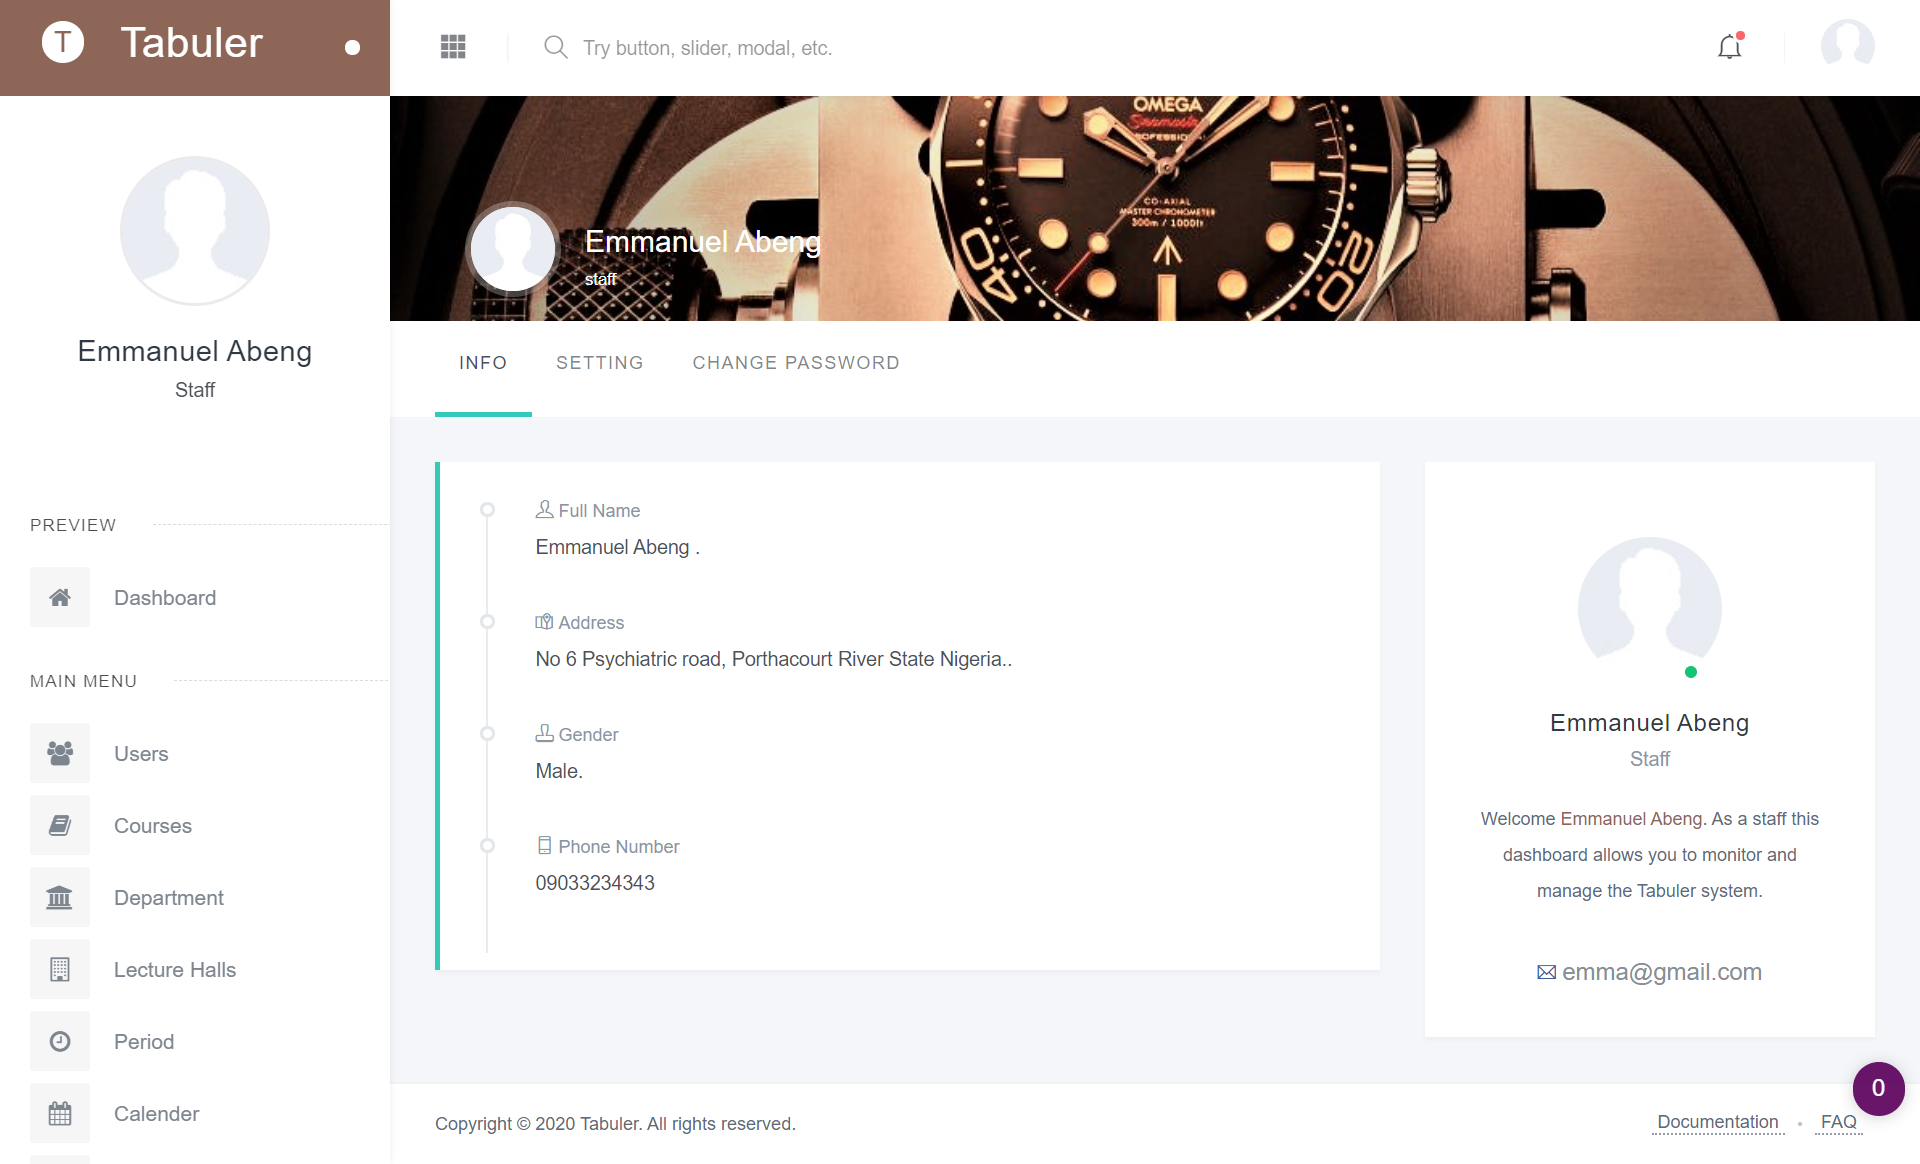 T Tabuler
Try button, slider, modal, etc.
Emmanuel Abeng
Staff
PREVIEW
Dashboard
MAIN MENU
Users
Courses
Department
Lecture Halls
Period
Calender
OMEGA
Seamaster
PROFESSIONAL
CO-AXIAL
MASTER CHRONOMETER
300m / 1000ft
40
20
Emmanuel Abeng
staff
INFO
SETTING
CHANGE PASSWORD
Full Name
Emmanuel Abeng .
Address
No 6 Psychiatric road, Porthacourt River State Nigeria..
Gender
Male.
Phone Number
09033234343
Emmanuel Abeng
Staff
Welcome Emmanuel Abeng. As a staff this
dashboard allows you to monitor and
manage the Tabuler system.
emma@gmail.com
0
Copyright © 2020 Tabuler. All rights reserved.
Documentation • FAQ